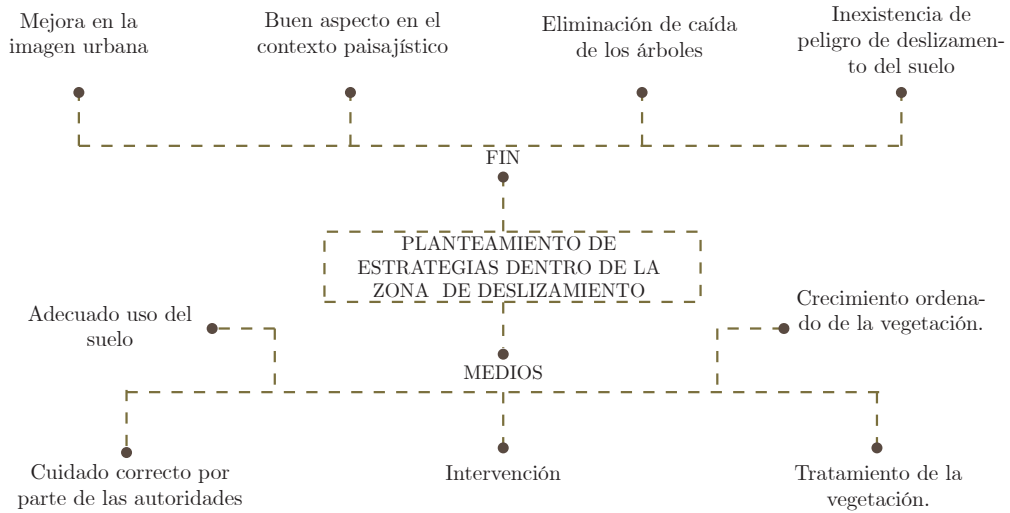 Mejora en la
imagen urbana
Buen aspecto en el
contexto paisajístico
Eliminación de caída
de los árboles
Inexistencia de
peligro de deslizamen-
to del suelo
FIN
PLANTEAMIENTO DE
ESTRATEGIAS DENTRO DE LA
ZONA DE DESLIZAMIENTO
Adecuado uso del
suelo
Crecimiento ordena-
do de la vegetación.
MEDIOS
Cuidado correcto por
parte de las autoridades
Intervención
Tratamiento de la
vegetación.